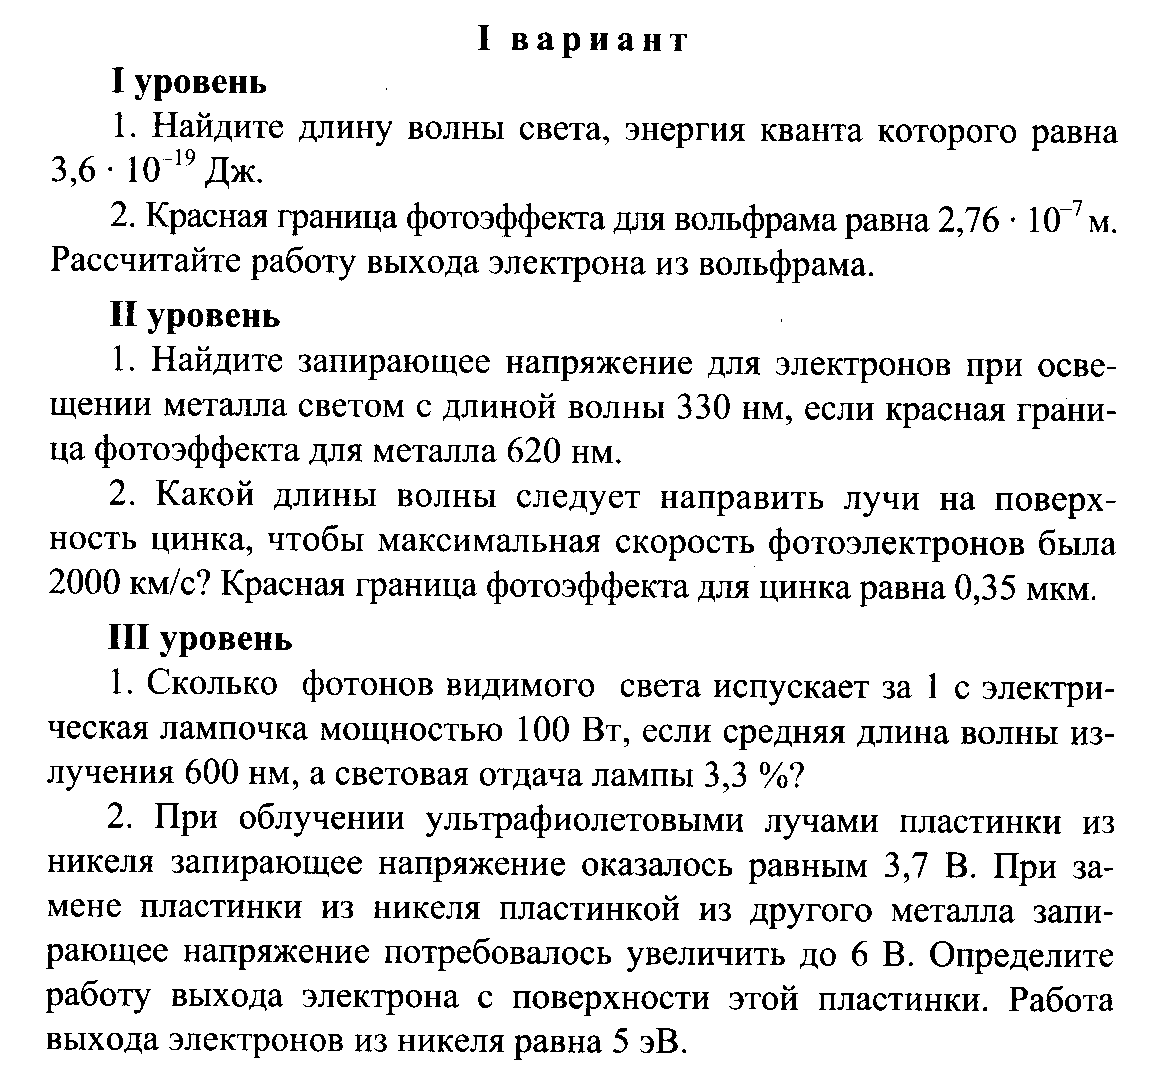 I вариант
I уровень
1. Найдите длину волны света, энергия кванта которого равна
3,6 · 10⁻¹⁹ Дж.
2. Красная граница фотоэффекта для вольфрама равна 2,76 · 10⁻⁷ м.
Рассчитайте работу выхода электрона из вольфрама.
II уровень
1. Найдите запирающее напряжение для электронов при осве-
щении металла светом с длиной волны 330 нм, если красная грани-
ца фотоэффекта для металла 620 нм.
2. Какой длины волны следует направить лучи на поверх-
ность цинка, чтобы максимальная скорость фотоэлектронов была
2000 км/с? Красная граница фотоэффекта для цинка равна 0,35 мкм.
III уровень
1. Сколько фотонов видимого света испускает за 1 с электри-
ческая лампочка мощностью 100 Вт, если средняя длина волны из-
лучения 600 нм, а световая отдача лампы 3,3 %?
2. При облучении ультрафиолетовыми лучами пластинки из
никеля запирающее напряжение оказалось равным 3,7 В. При за-
мене пластинки из никеля пластинкой из другого металла запи-
рающее напряжение потребовалось увеличить до 6 В. Определите
работу выхода электрона с поверхности этой пластинки. Работа
выхода электронов из никеля равна 5 эВ.